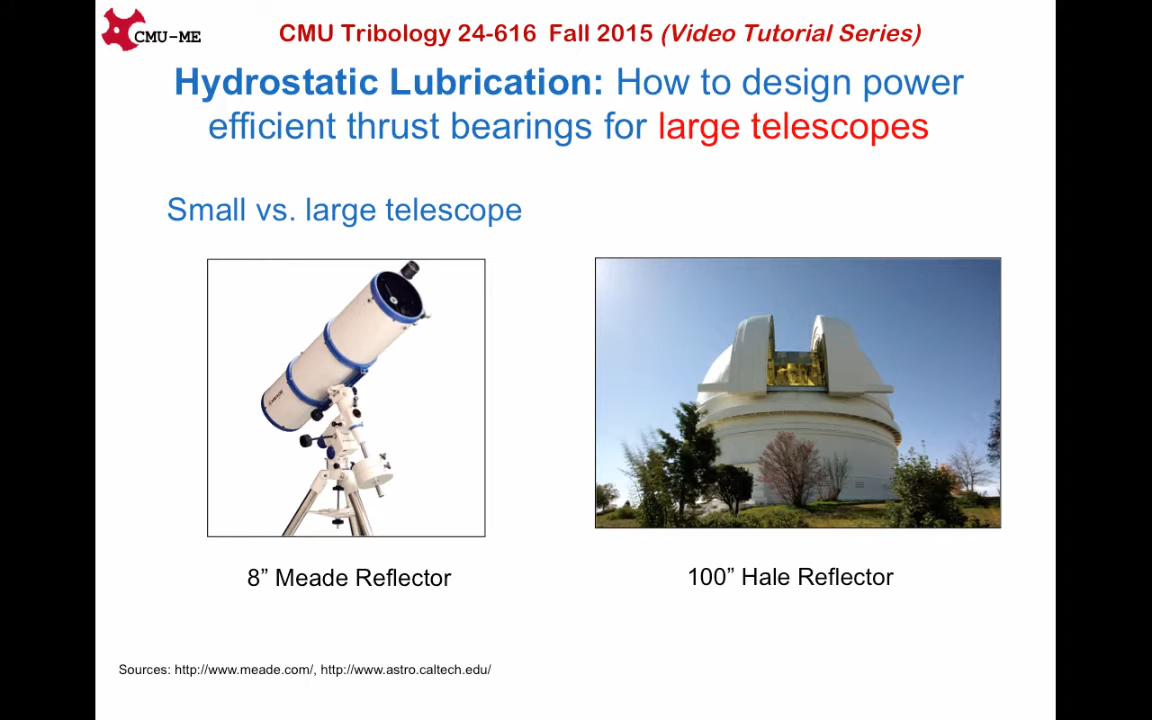 CMU-ME
CMU Tribology 24-616 Fall 2015 (Video Tutorial Series)
Hydrostatic Lubrication: How to design power
efficient thrust bearings for large telescopes
Small vs. large telescope
8” Meade Reflector
100” Hale Reflector
Sources: http://www.meade.com/, http://www.astro.caltech.edu/